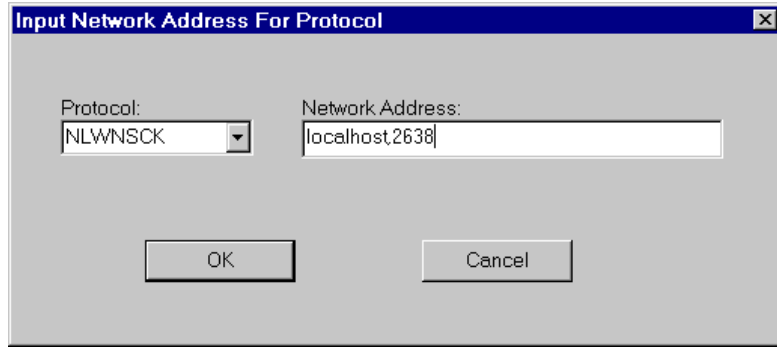 Input Network Address For Protocol
Protocol: Network Address:
NLWNSCK localhost,2638
OK Cancel